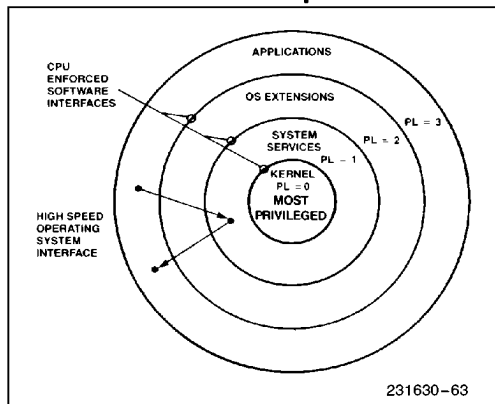 APPLICATIONS
CPU
ENFORCED
SOFTWARE
INTERFACES
OS EXTENSIONS
PL = 3
PL = 2
SYSTEM
SERVICES
PL = 1
KERNEL
PL = 0
MOST
PRIVILEGED
HIGH SPEED
OPERATING
SYSTEM
INTERFACE
231630-63